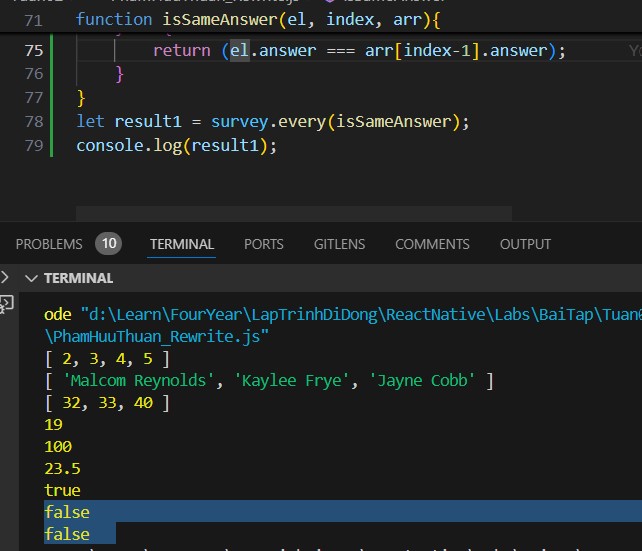 71 function isSameAnswer(el, index, arr){
75 return (el.answer === arr[index-1].answer);
76 }
77 }
78 let result1 = survey.every(isSameAnswer);
79 console.log(result1);
PROBLEMS 10 TERMINAL PORTS GITLENS COMMENTS OUTPUT
TERMINAL
ode "d:\Learn\FourYear\LapTrinhDiDong\ReactNative\Labs\BaiTap\Tuan0
\PhamHuuThuan_Rewrite.js"
[ 2, 3, 4, 5 ]
[ 'Malcom Reynolds', 'Kaylee Frye', 'Jayne Cobb' ]
[ 32, 33, 40 ]
19
100
23.5
true
false
false